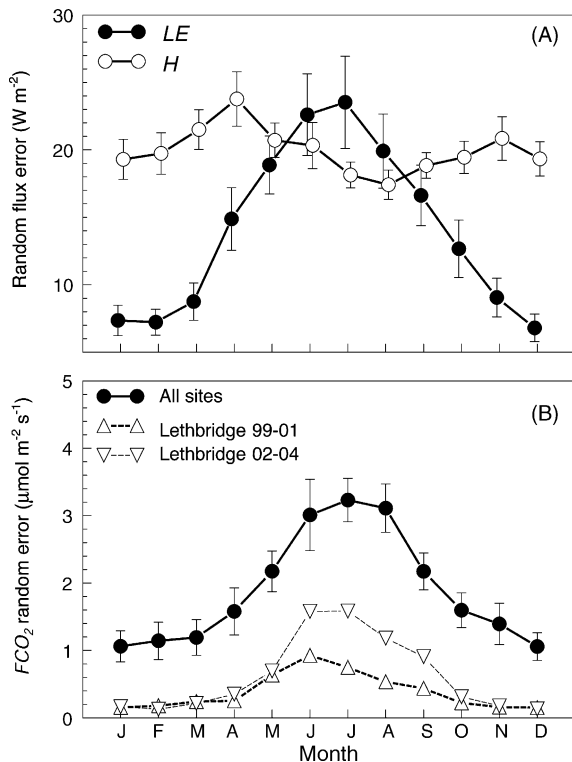 30
20
10
Random flux error (W m-2)
LE
H
(A)
5
4
3
2
1
0
FCO2 random error (μmol m-2 s-1)
All sites
Lethbridge 99-01
Lethbridge 02-04
(B)
J F M A M J J A S O N D
Month